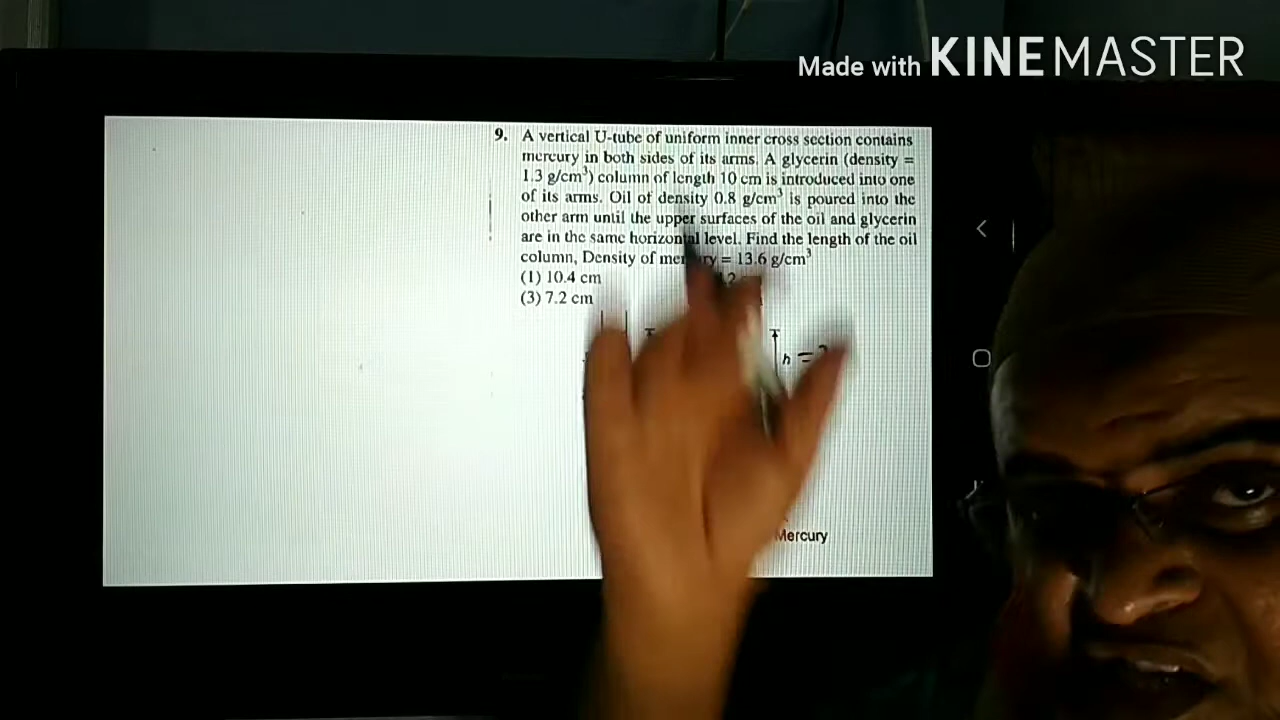 Made with KINEMASTER
9. A vertical U-tube of uniform inner cross section contains
mercury in both sides of its arms. A glycerin (density =
1.3 g/cm³) column of length 10 cm is introduced into one
of its arms. Oil of density 0.8 g/cm³ is poured into the
other arm until the upper surfaces of the oil and glycerin
are in the same horizontal level. Find the length of the oil
column, Density of = 13.6 g/cm³
(1) 10.4 cm
(3) 7.2 cm
h =
Mercury